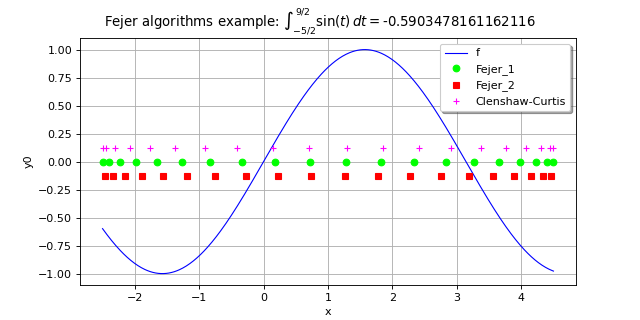 Fejer algorithms example: ∫_{−5/2}^{9/2} sin(t) dt = -0.5903478161162116
f
Fejer_1
Fejer_2
Clenshaw-Curtis
1.00
0.75
0.50
0.25
0.00
−0.25
−0.50
−0.75
−1.00
y0
−2
−1
0
1
2
3
4
x